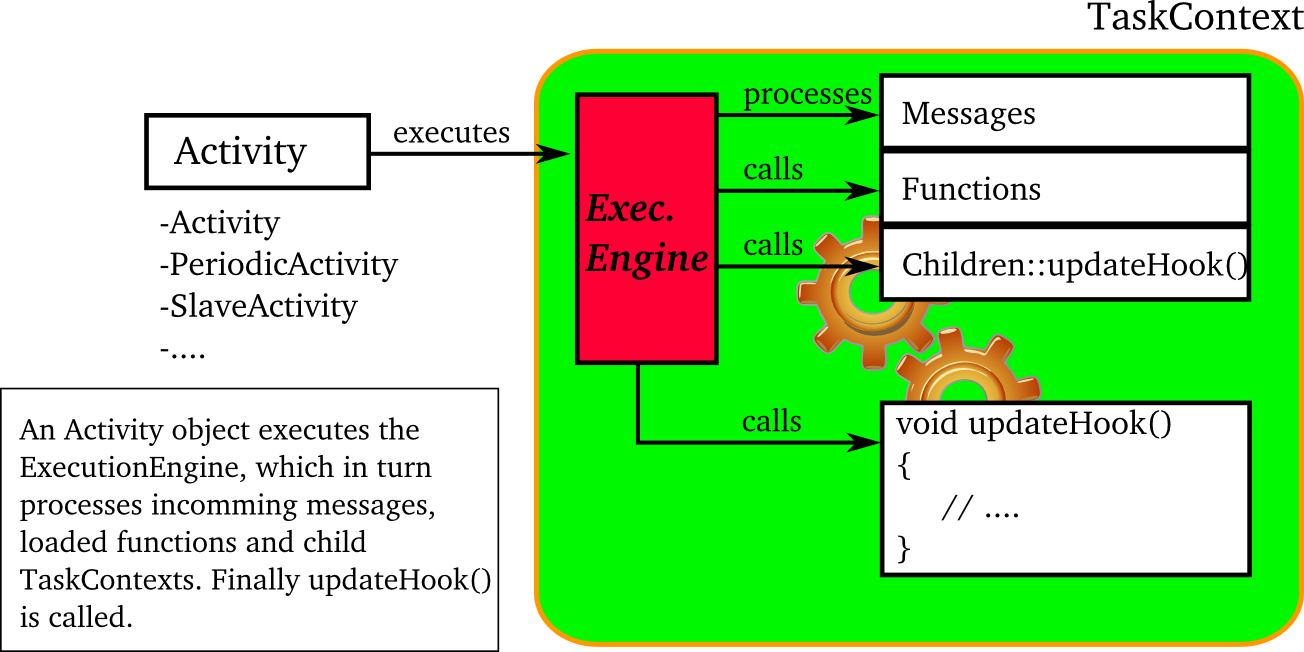 TaskContext
Activity
executes
-Activity
-PeriodicActivity
-SlaveActivity
-....
Exec.
Engine
processes
Messages
calls
Functions
calls
Children::updateHook()
calls
void updateHook()
{
// ....
}
An Activity object executes the
ExecutionEngine, which in turn
processes incomming messages,
loaded functions and child
TaskContexts. Finally updateHook()
is called.